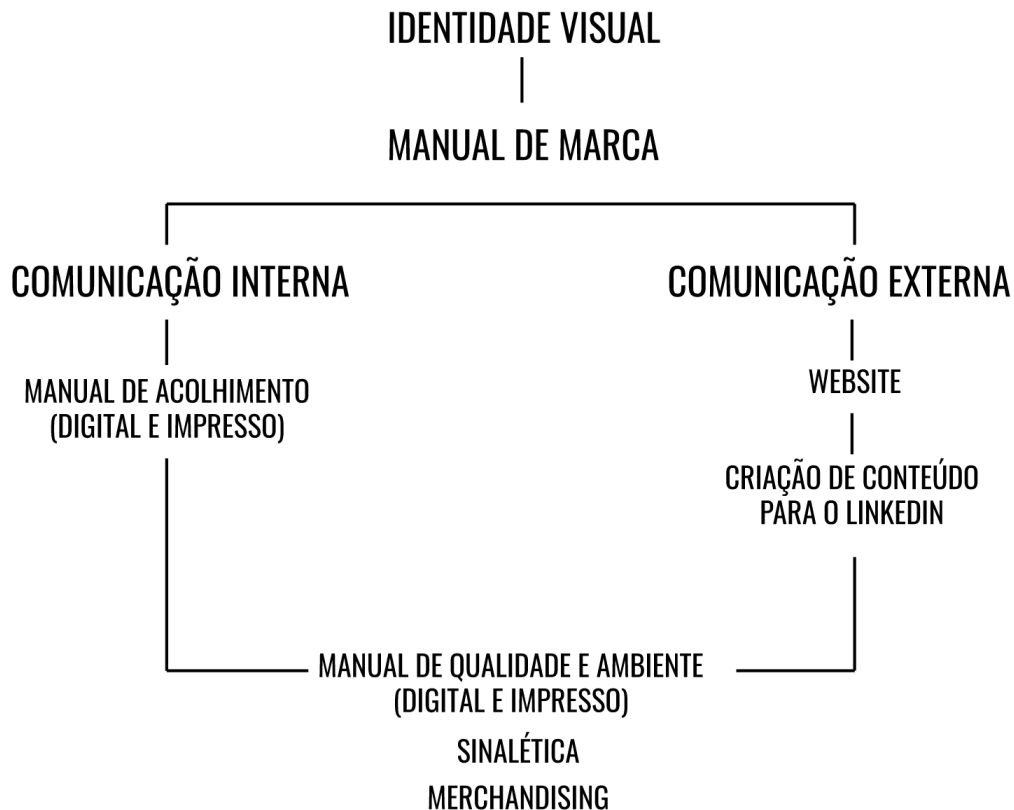 IDENTIDADE VISUAL
MANUAL DE MARCA
COMUNICAÇÃO INTERNA
COMUNICAÇÃO EXTERNA
MANUAL DE ACOLHIMENTO
(DIGITAL E IMPRESSO)
WEBSITE
CRIAÇÃO DE CONTEÚDO
PARA O LINKEDIN
MANUAL DE QUALIDADE E AMBIENTE
(DIGITAL E IMPRESSO)
SINALÉTICA
MERCHANDISING